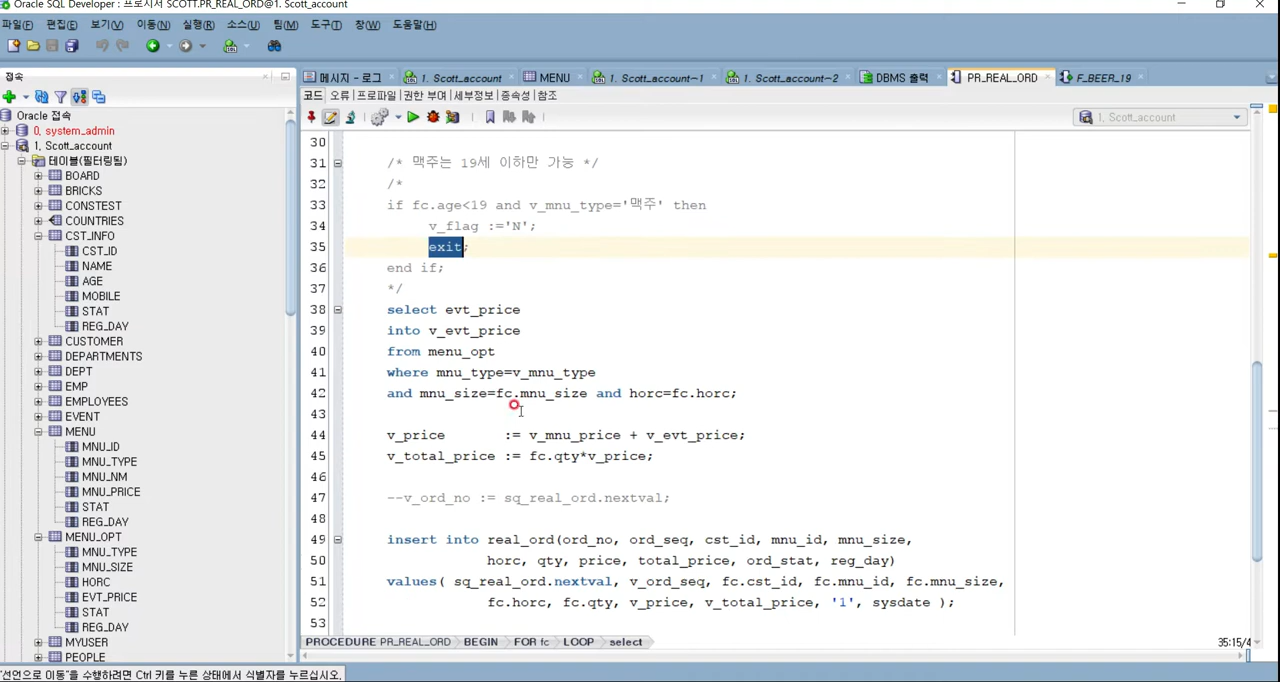 Oracle SQL Developer : 프로시저 SCOTT.PR_REAL_ORD@1. Scott_account
파일(F) 편집(E) 보기(V) 이동(N) 실행(R) 소스(U) 팀(M) 도구(T) 창(W) 도움말(H)
접속
메시지 - 로그 1. Scott_account MENU 1. Scott_account~1 1. Scott_account~2 DBMS 출력 PR_REAL_ORD F_BEER_19
코드 오류 프로파일 권한 부여 세부정보 종속성 참조
1. Scott_account
Oracle 접속
0, system_admin
1, Scott_account
테이블(필터링됨)
BOARD
BRICKS
CONSTEST
COUNTRIES
CST_INFO
CST_ID
NAME
AGE
MOBILE
STAT
REG_DAY
CUSTOMER
DEPARTMENTS
DEPT
EMP
EMPLOYEES
EVENT
MENU
MNU_ID
MNU_TYPE
MNU_NM
MNU_PRICE
STAT
REG_DAY
MENU_OPT
MNU_TYPE
MNU_SIZE
HORC
EVT_PRICE
STAT
REG_DAY
MYUSER
PEOPLE
30
31 /* 맥주는 19세 이하만 가능 */
32 /*
33 if fc.age<19 and v_mnu_type='맥주' then
34 v_flag :='N';
35 exit;
36 end if;
37 */
38 select evt_price
39 into v_evt_price
40 from menu_opt
41 where mnu_type=v_mnu_type
42 and mnu_size=fc.mnu_size and horc=fc.horc;
43
44 v_price := v_mnu_price + v_evt_price;
45 v_total_price := fc.qty*v_price;
46
47 --v_ord_no := sq_real_ord.nextval;
48
49 insert into real_ord(ord_no, ord_seq, cst_id, mnu_id, mnu_size,
50 horc, qty, price, total_price, ord_stat, reg_day)
51 values( sq_real_ord.nextval, v_ord_seq, fc.cst_id, fc.mnu_id, fc.mnu_size,
52 fc.horc, fc.qty, v_price, v_total_price, '1', sysdate );
53
PROCEDURE PR_REAL_ORD BEGIN FOR fc LOOP select
35:15/4
"선언으로 이동"을 수행하려면 Ctrl 키를 누른 상태에서 식별자를 누르십시오.